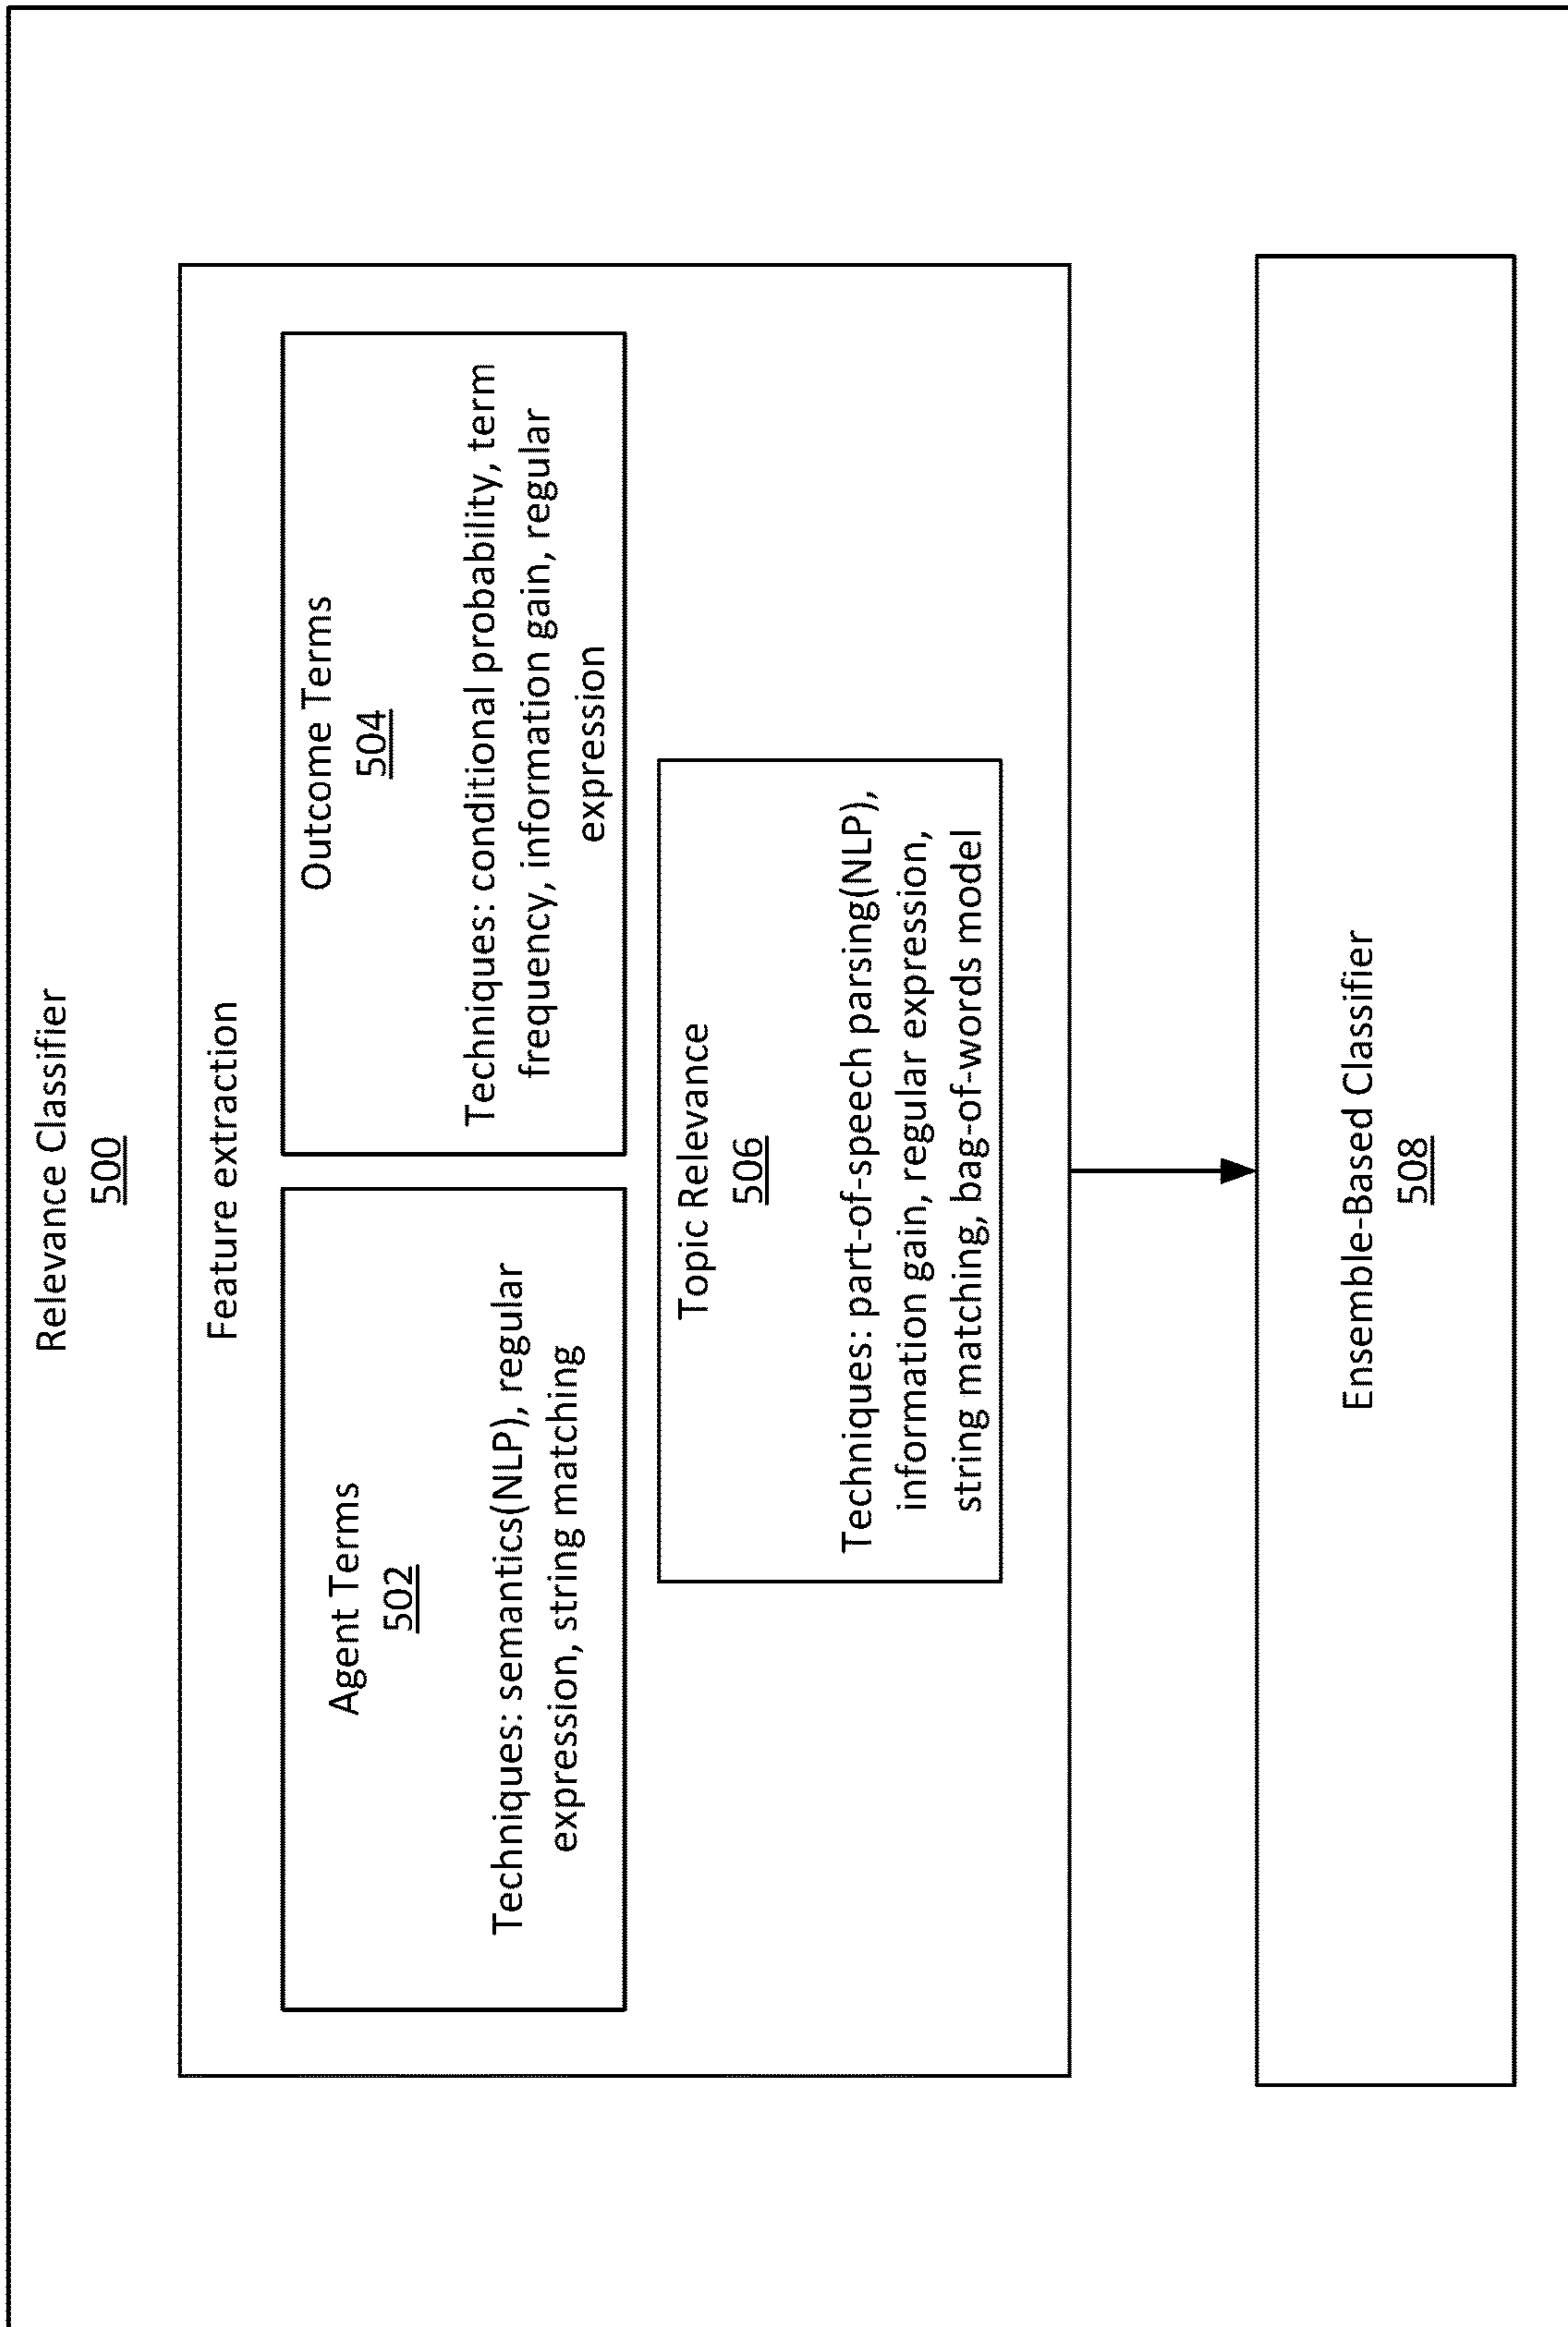 Relevance Classifier
500
Feature extraction
Agent Terms
502
Techniques: semantics(NLP), regular
expression, string matching
Outcome Terms
504
Techniques: conditional probability, term
frequency, information gain, regular
expression
Topic Relevance
506
Techniques: part-of-speech parsing(NLP),
information gain, regular expression,
string matching, bag-of-words model
Ensemble-Based Classifier
508